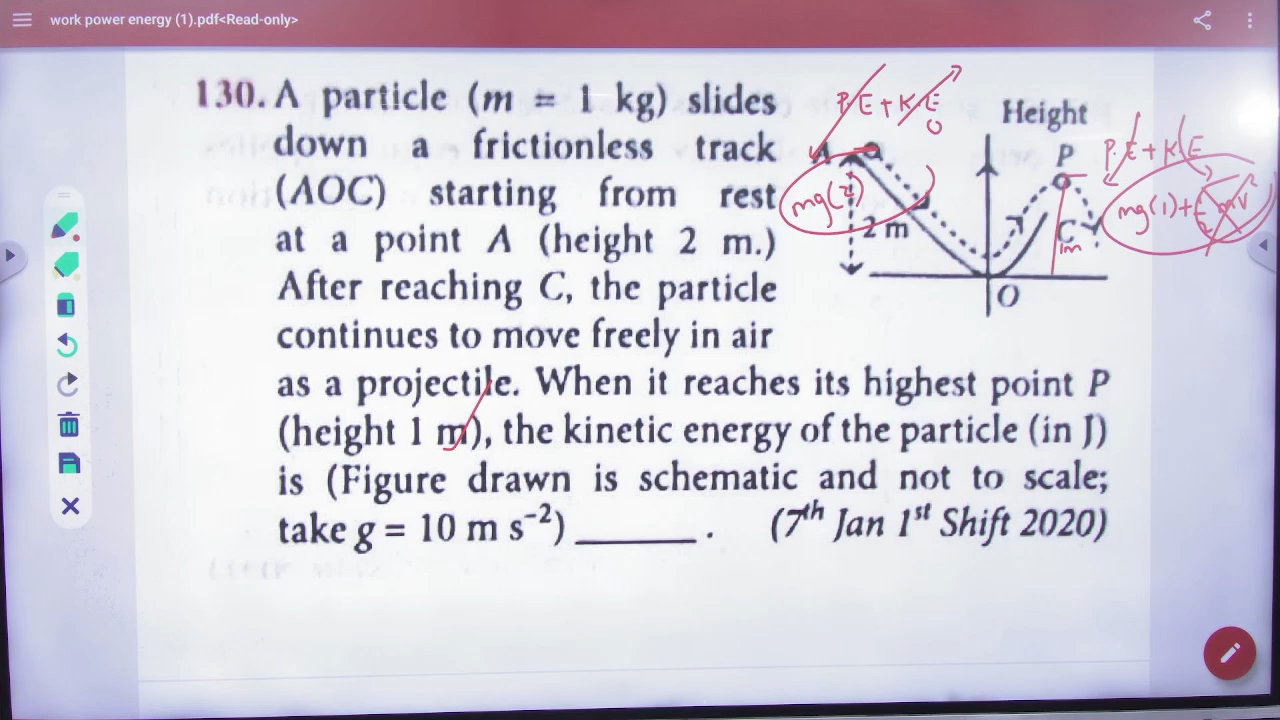 work power energy (1).pdf<Read-only>
130. A particle (m = 1 kg) slides
down a frictionless track
(AOC) starting from rest
at a point A (height 2 m.)
After reaching C, the particle
continues to move freely in air
as a projectile. When it reaches its highest point P
(height 1 m), the kinetic energy of the particle (in J)
is (Figure drawn is schematic and not to scale;
take g = 10 m s⁻²) ______ . (7th Jan 1st Shift 2020)
P.E + K.E
0
Height
A
P
P.E + K.E
mg(2)
mg(1) +
2 m
C
1m
O